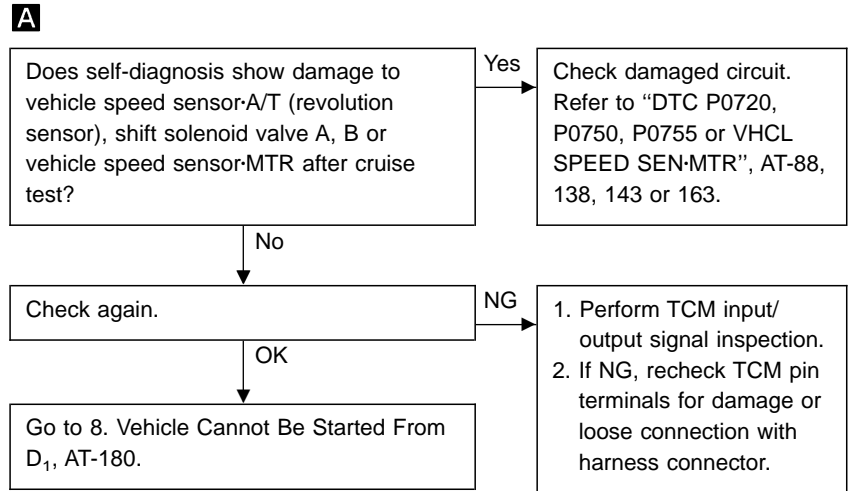 A
Does self-diagnosis show damage to
vehicle speed sensor·A/T (revolution
sensor), shift solenoid valve A, B or
vehicle speed sensor·MTR after cruise
test?
Yes
Check damaged circuit.
Refer to “DTC P0720,
P0750, P0755 or VHCL
SPEED SEN·MTR’’, AT-88,
138, 143 or 163.
No
Check again.
NG
1. Perform TCM input/
output signal inspection.
2. If NG, recheck TCM pin
terminals for damage or
loose connection with
harness connector.
OK
Go to 8. Vehicle Cannot Be Started From
D₁, AT-180.